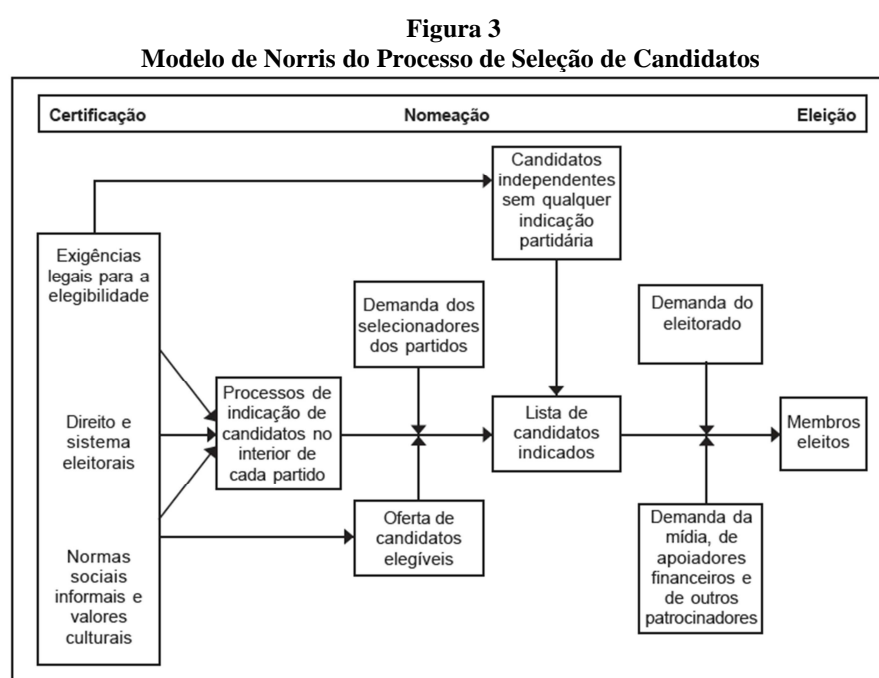 Figura 3
Modelo de Norris do Processo de Seleção de Candidatos
Certificação
Nomeação
Eleição
Candidatos
independentes
sem qualquer
indicação
partidária
Exigências
legais para a
elegibilidade
Direito e
sistema
eleitorais
Normas
sociais
informais e
valores
culturais
Processos de
indicação de
candidatos no
interior de
cada partido
Demanda dos
selecionadores
dos partidos
Oferta de
candidatos
elegíveis
Lista de
candidatos
indicados
Demanda do
eleitorado
Demanda da
mídia, de
apoiadores
financeiros e
de outros
patrocinadores
Membros
eleitos